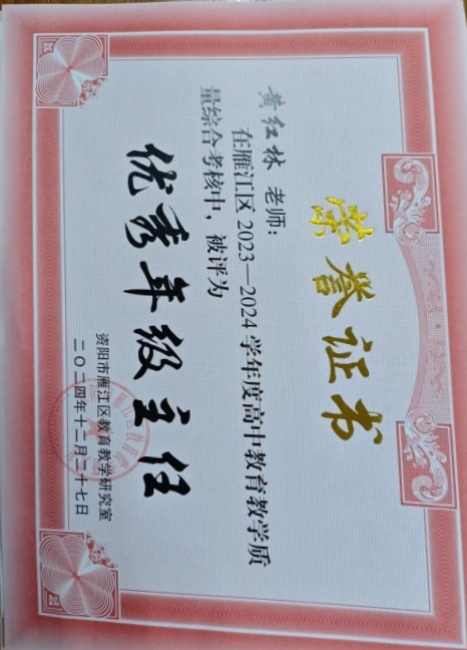 荣誉证书
黄红林 老师：
在雁江区 2023—2024 学年度高中教育教学质
量综合考核中，被评为
优秀年级主任
资阳市雁江区教育教学研究室
二〇二四年十二月二十七日